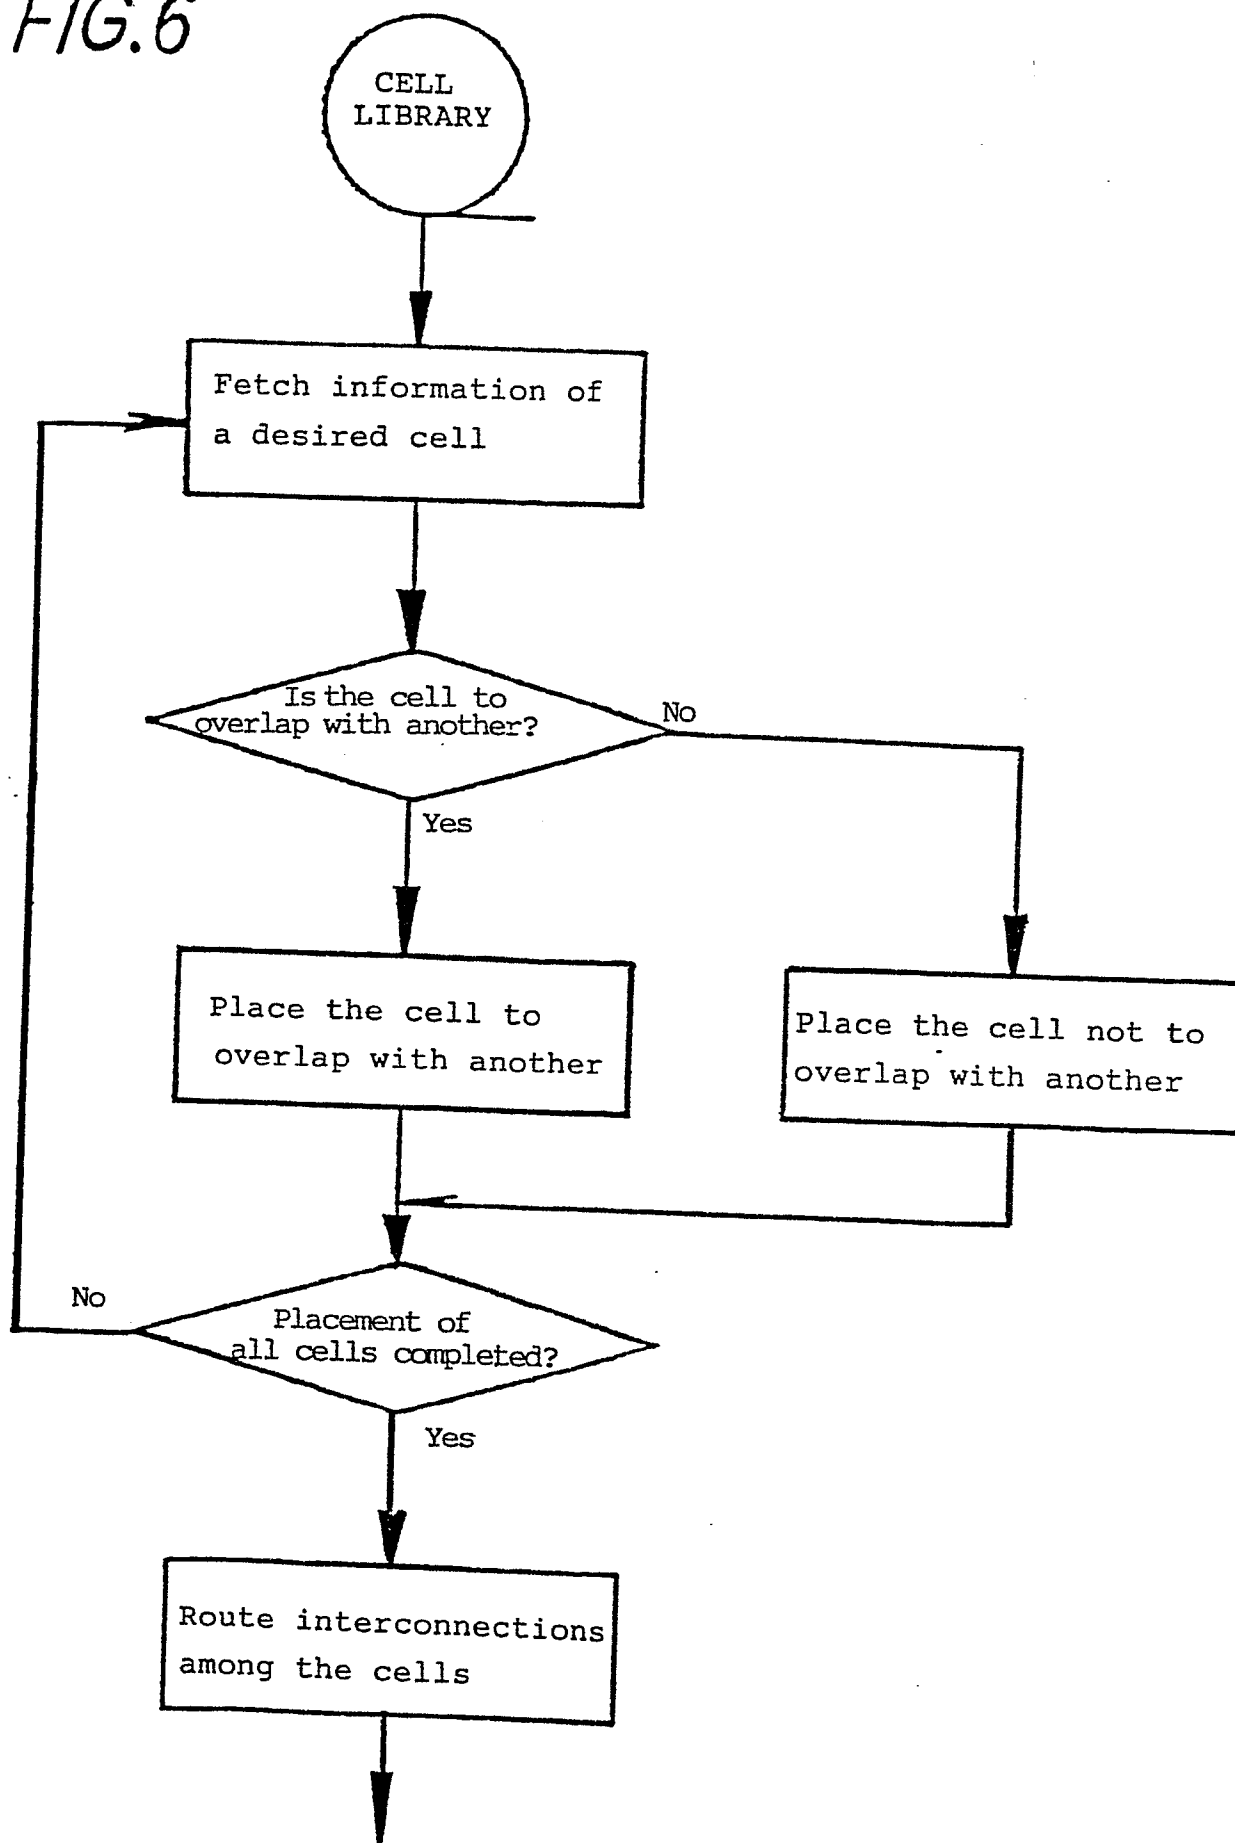 FIG.6
CELL
LIBRARY
Fetch information of
a desired cell
Is the cell to
overlap with another?
No
Yes
Place the cell to
overlap with another
Place the cell not to
overlap with another
No
Placement of
all cells completed?
Yes
Route interconnections
among the cells